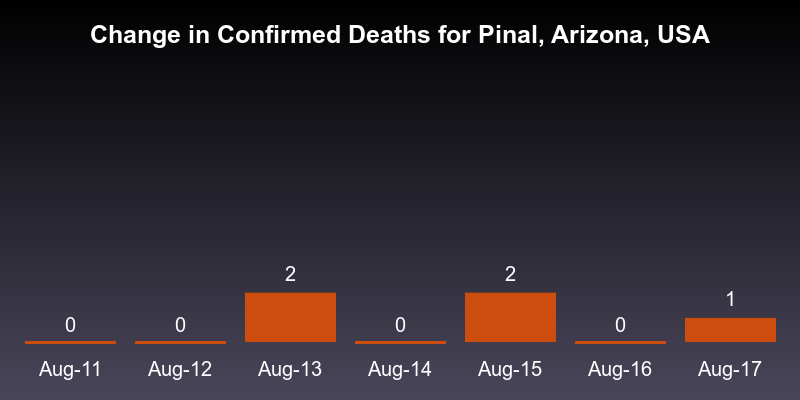 Change in Confirmed Deaths for Pinal, Arizona, USA
0 0 2 0 2 0 1
Aug-11 Aug-12 Aug-13 Aug-14 Aug-15 Aug-16 Aug-17